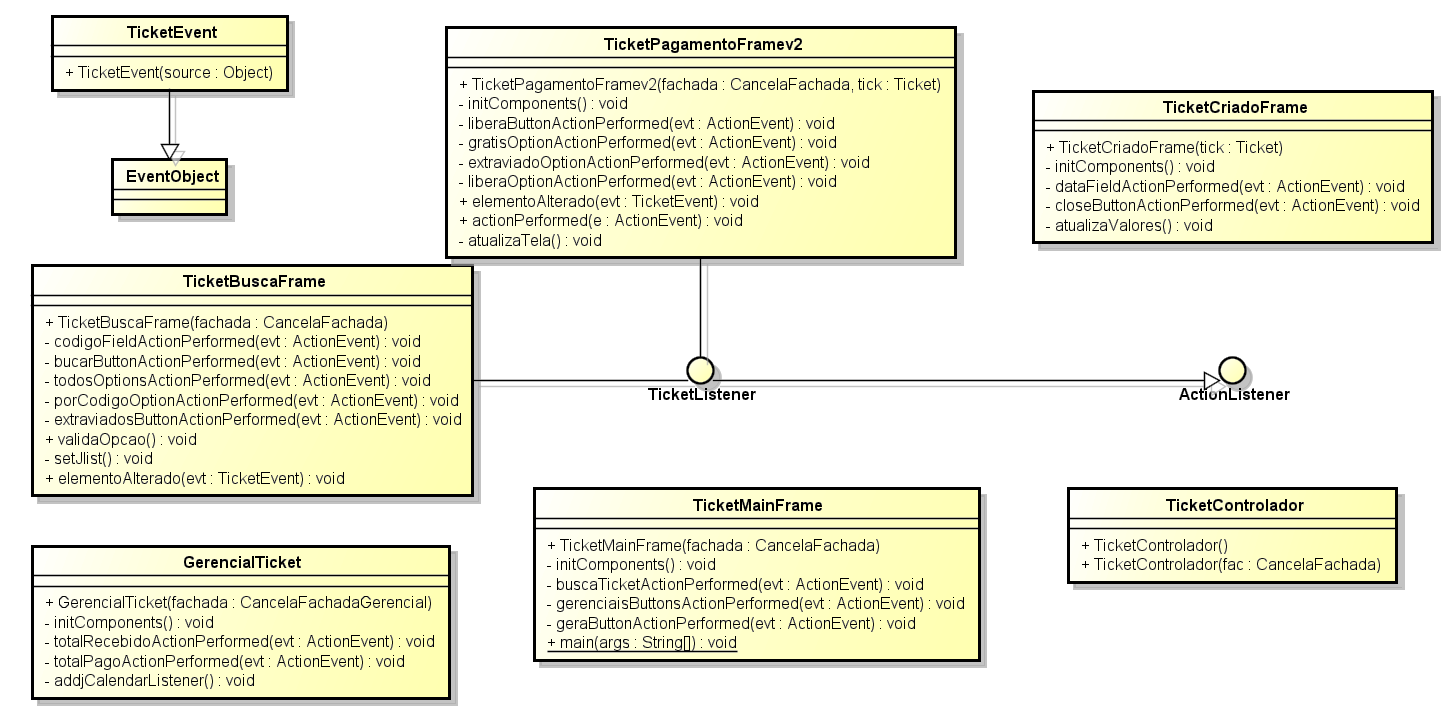 TicketEvent
+ TicketEvent(source : Object)
EventObject
TicketPagamentoFramev2
+ TicketPagamentoFramev2(fachada : CancelaFachada, tick : Ticket)
- initComponents() : void
- liberaButtonActionPerformed(evt : ActionEvent) : void
- gratisOptionActionPerformed(evt : ActionEvent) : void
- extraviadoOptionActionPerformed(evt : ActionEvent) : void
- liberaOptionActionPerformed(evt : ActionEvent) : void
+ elementoAlterado(evt : TicketEvent) : void
+ actionPerformed(e : ActionEvent) : void
- atualizaTela() : void
TicketCriadoFrame
+ TicketCriadoFrame(tick : Ticket)
- initComponents() : void
- dataFieldActionPerformed(evt : ActionEvent) : void
- closeButtonActionPerformed(evt : ActionEvent) : void
- atualizaValores() : void
TicketBuscaFrame
+ TicketBuscaFrame(fachada : CancelaFachada)
- codigoFieldActionPerformed(evt : ActionEvent) : void
- bucarButtonActionPerformed(evt : ActionEvent) : void
- todosOptionsActionPerformed(evt : ActionEvent) : void
- porCodigoOptionActionPerformed(evt : ActionEvent) : void
- extraviadosButtonActionPerformed(evt : ActionEvent) : void
+ validaOpcao() : void
- setJlist() : void
+ elementoAlterado(evt : TicketEvent) : void
TicketListener
ActionListener
GerencialTicket
+ GerencialTicket(fachada : CancelaFachadaGerencial)
- initComponents() : void
- totalRecebidoActionPerformed(evt : ActionEvent) : void
- totalPagoActionPerformed(evt : ActionEvent) : void
- addjCalendarListener() : void
TicketMainFrame
+ TicketMainFrame(fachada : CancelaFachada)
- initComponents() : void
- buscaTicketActionPerformed(evt : ActionEvent) : void
- gerenciaisButtonsActionPerformed(evt : ActionEvent) : void
- geraButtonActionPerformed(evt : ActionEvent) : void
+ main(args : String[]) : void
TicketControlador
+ TicketControlador()
+ TicketControlador(fac : CancelaFachada)